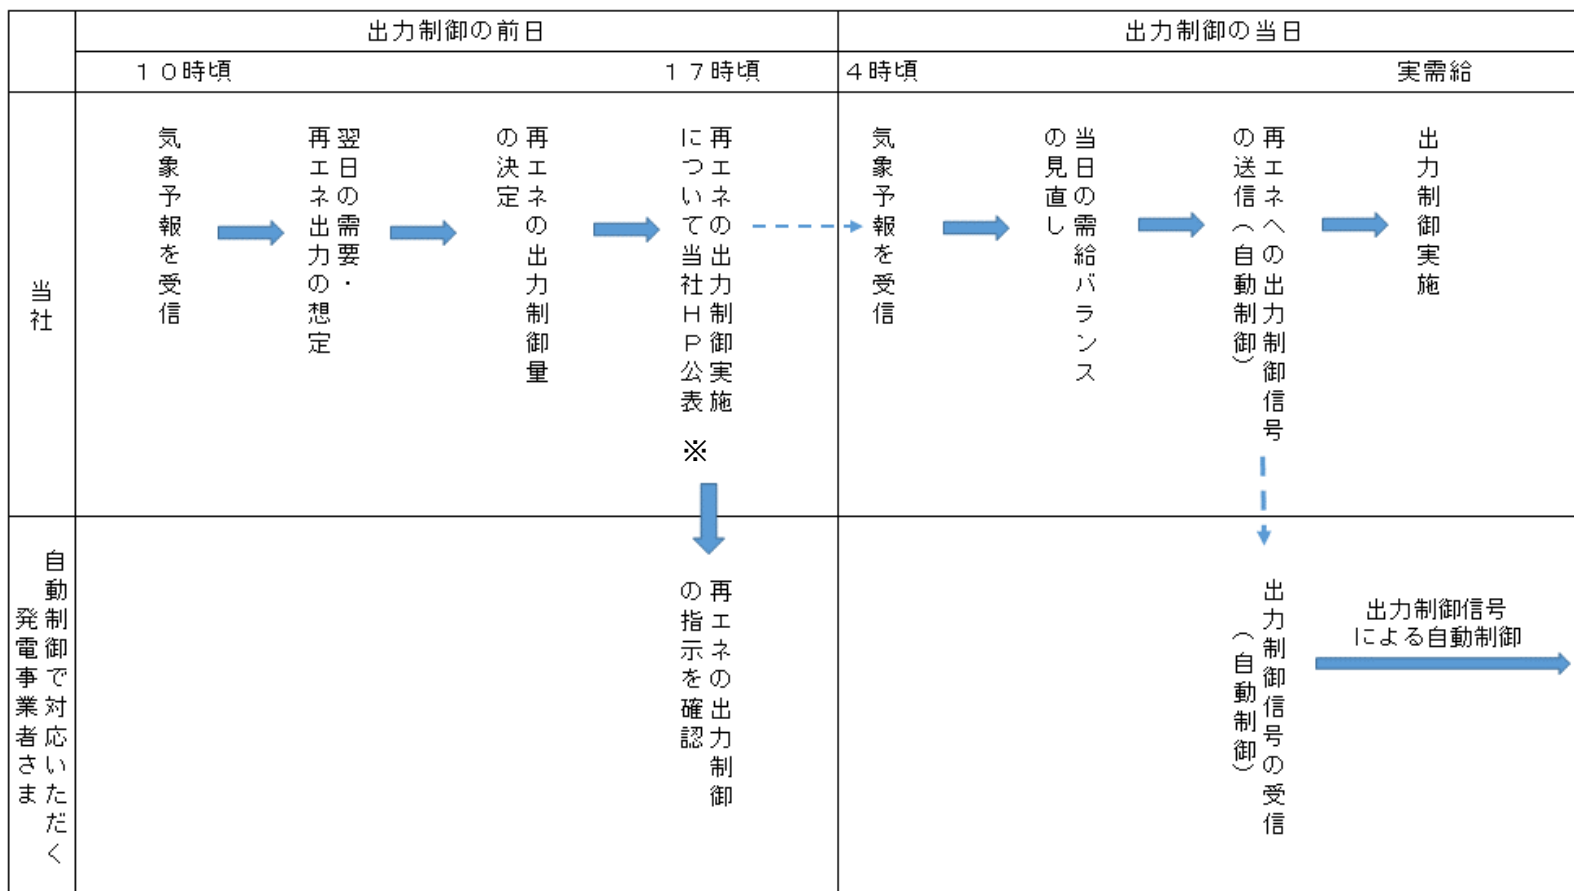 出力制御の前日
出力制御の当日
１０時頃
１７時頃
４時頃
実需給
当社
気象予報を受信
翌日の需要・
再エネ出力の想定
再エネの出力制御量
の決定
再エネの出力制御実施
について当社ＨＰ公表
※
気象予報を受信
当日の需給バランス
の見直し
再エネへの出力制御信号
の送信（自動制御）
出力制御実施
自動制御で対応いただく
発電事業者さま
再エネの出力制御
の指示を確認
出力制御信号の受信
（自動制御）
出力制御信号
による自動制御